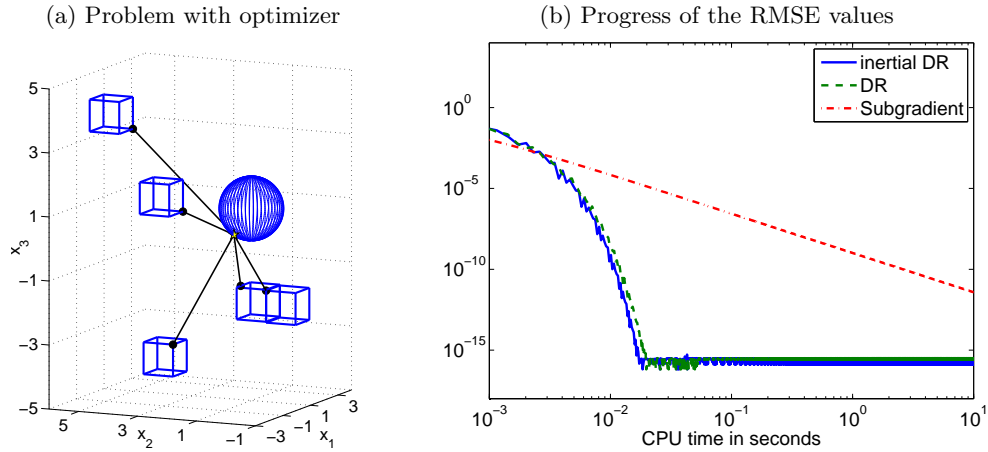 (a) Problem with optimizer
5
3
1
−1
−3
−5
x3
5
3
1
−1
x2
−3
−1
1
3
x1
(b) Progress of the RMSE values
inertial DR
DR
Subgradient
10^0
10^−5
10^−10
10^−15
10^−3
10^−2
10^−1
10^0
10^1
CPU time in seconds